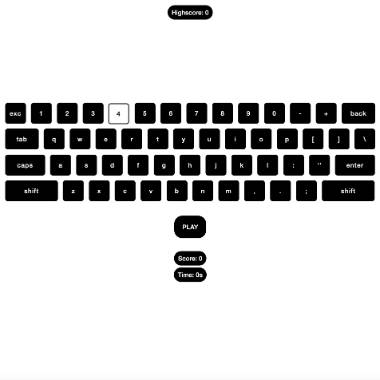 Highscore: 0
exc 1 2 3 4 5 6 7 8 9 0 - + back
tab q w e r t y u i o p [ ] \
caps a s d f g h j k l ; " enter
shift z x c v b n m , . ; shift
PLAY
Score: 0
Time: 0s